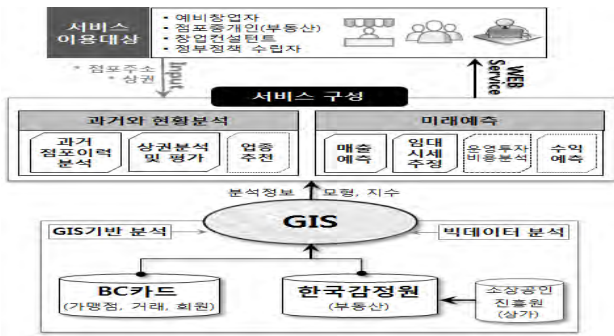 서비스
이용대상
• 예비창업자
• 점포중개인(부동산)
• 창업컨설턴트
• 정부정책 수립자
* 점포주소
* 상권
Input
WEB
Service
서비스 구성
과거와 현황분석
미래예측
과거
점포이력
분석
상권분석
및 평가
업종
추천
매출
예측
임대
시세
추정
운영투자
비용분석
수익
예측
분석정보
모형, 지수
GIS
GIS기반 분석
빅데이터 분석
BC카드
(가맹점, 거래, 회원)
한국감정원
(부동산)
소상공인
진흥원
(상가)